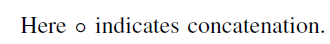 Here ∘ indicates concatenation.